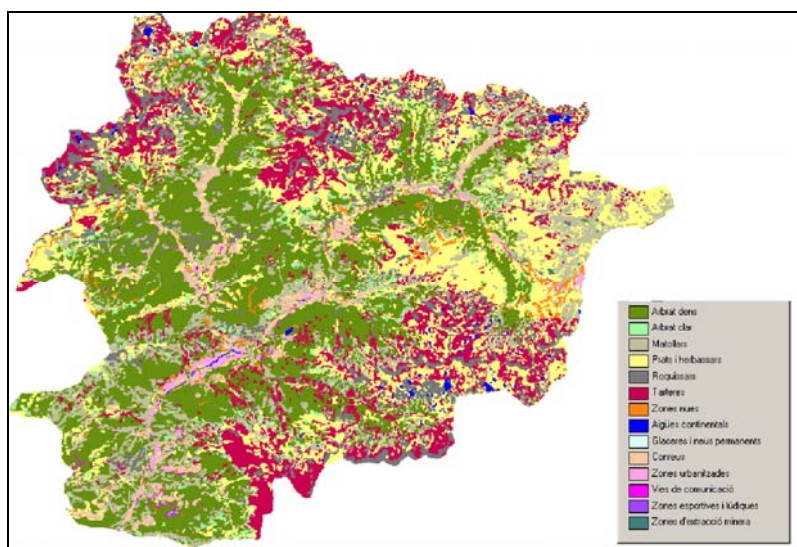 Arbrat dens
Arbrat clar
Matollars
Prats i herbassars
Roquissars
Tarteres
Zones nues
Aigües continentals
Glaceres i neus permanents
Conreus
Zones urbanitzades
Vies de comunicació
Zones esportives i lúdiques
Zones d'extracció minera